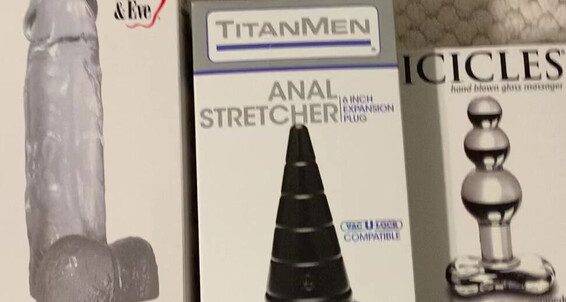 & Eve
TITANMEN
ANAL
STRETCHER
6 INCH
EXPANSION
PLUG
VAC U LOCK
COMPATIBLE
ICICLES
hand blown glass massager